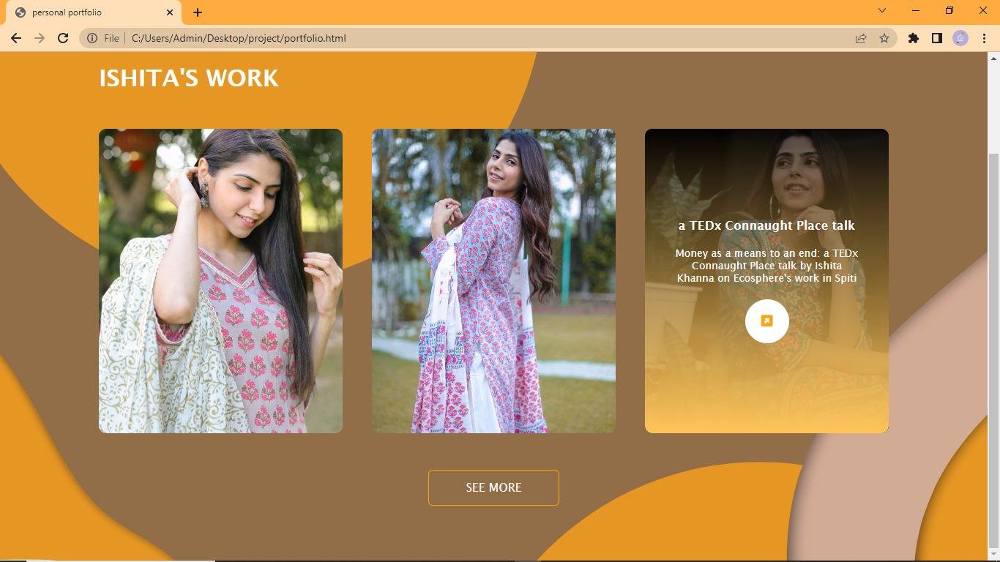 personal portfolio
File
C:/Users/Admin/Desktop/project/portfolio.html
ISHITA'S WORK
a TEDx Connaught Place talk
Money as a means to an end: a TEDx
Connaught Place talk by Ishita
Khanna on Ecosphere's work in Spiti
SEE MORE